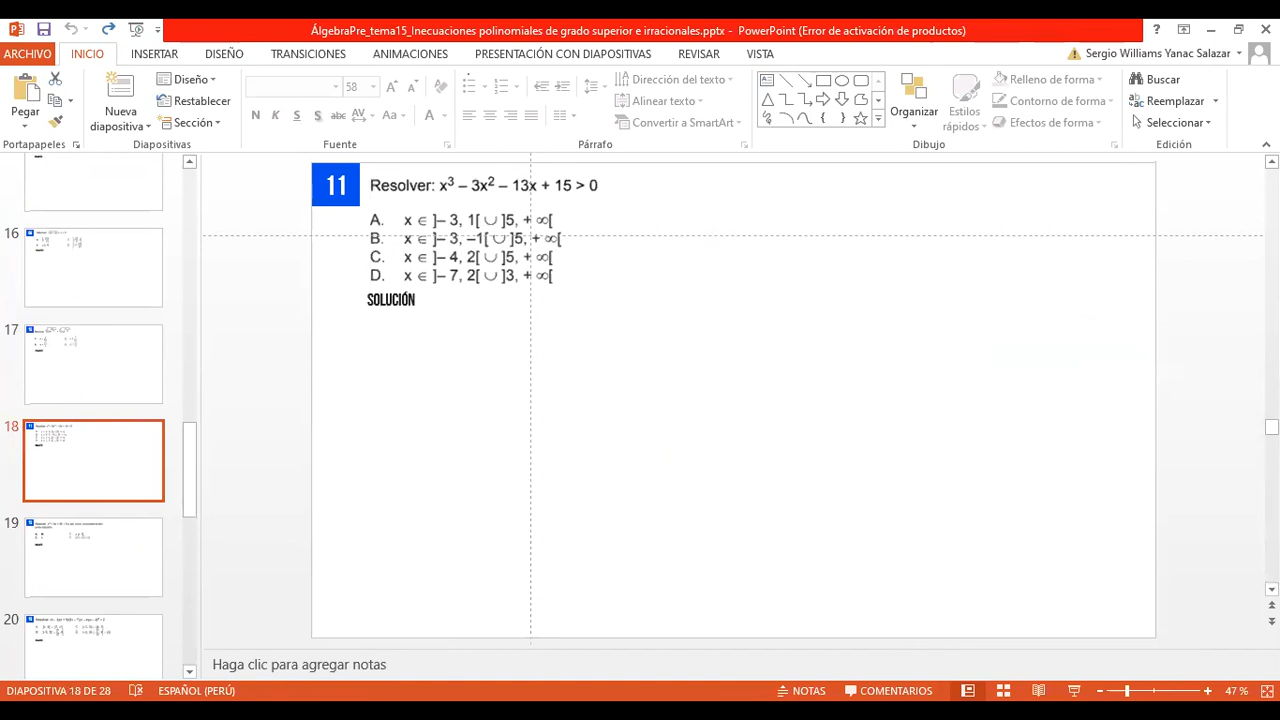 ÁlgebraPre_tema15_Inecuaciones polinomiales de grado superior e irracionales.pptx - PowerPoint (Error de activación de productos)
ARCHIVO INICIO INSERTAR DISEÑO TRANSICIONES ANIMACIONES PRESENTACIÓN CON DIAPOSITIVAS REVISAR VISTA Sergio Williams Yanac Salazar
Pegar
Nueva diapositiva
Diseño
Restablecer
Sección
58
N K S S abc AV Aa A
Dirección del texto
Alinear texto
Convertir a SmartArt
Organizar
Estilos rápidos
Relleno de forma
Contorno de forma
Efectos de forma
Buscar
Reemplazar
Seleccionar
Portapapeles Diapositivas Fuente Párrafo Dibujo Edición
16
17
18
19
20
11 Resolver: x³ – 3x² – 13x + 15 > 0
A. x ∈ ]– 3, 1[ ∪ ]5, + ∞[
B. x ∈ ]– 3, –1[ ∪ ]5, + ∞[
C. x ∈ ]– 4, 2[ ∪ ]5, + ∞[
D. x ∈ ]– 7, 2[ ∪ ]3, + ∞[
SOLUCIÓN
Haga clic para agregar notas
DIAPOSITIVA 18 DE 28 ESPAÑOL (PERÚ) NOTAS COMENTARIOS 47 %